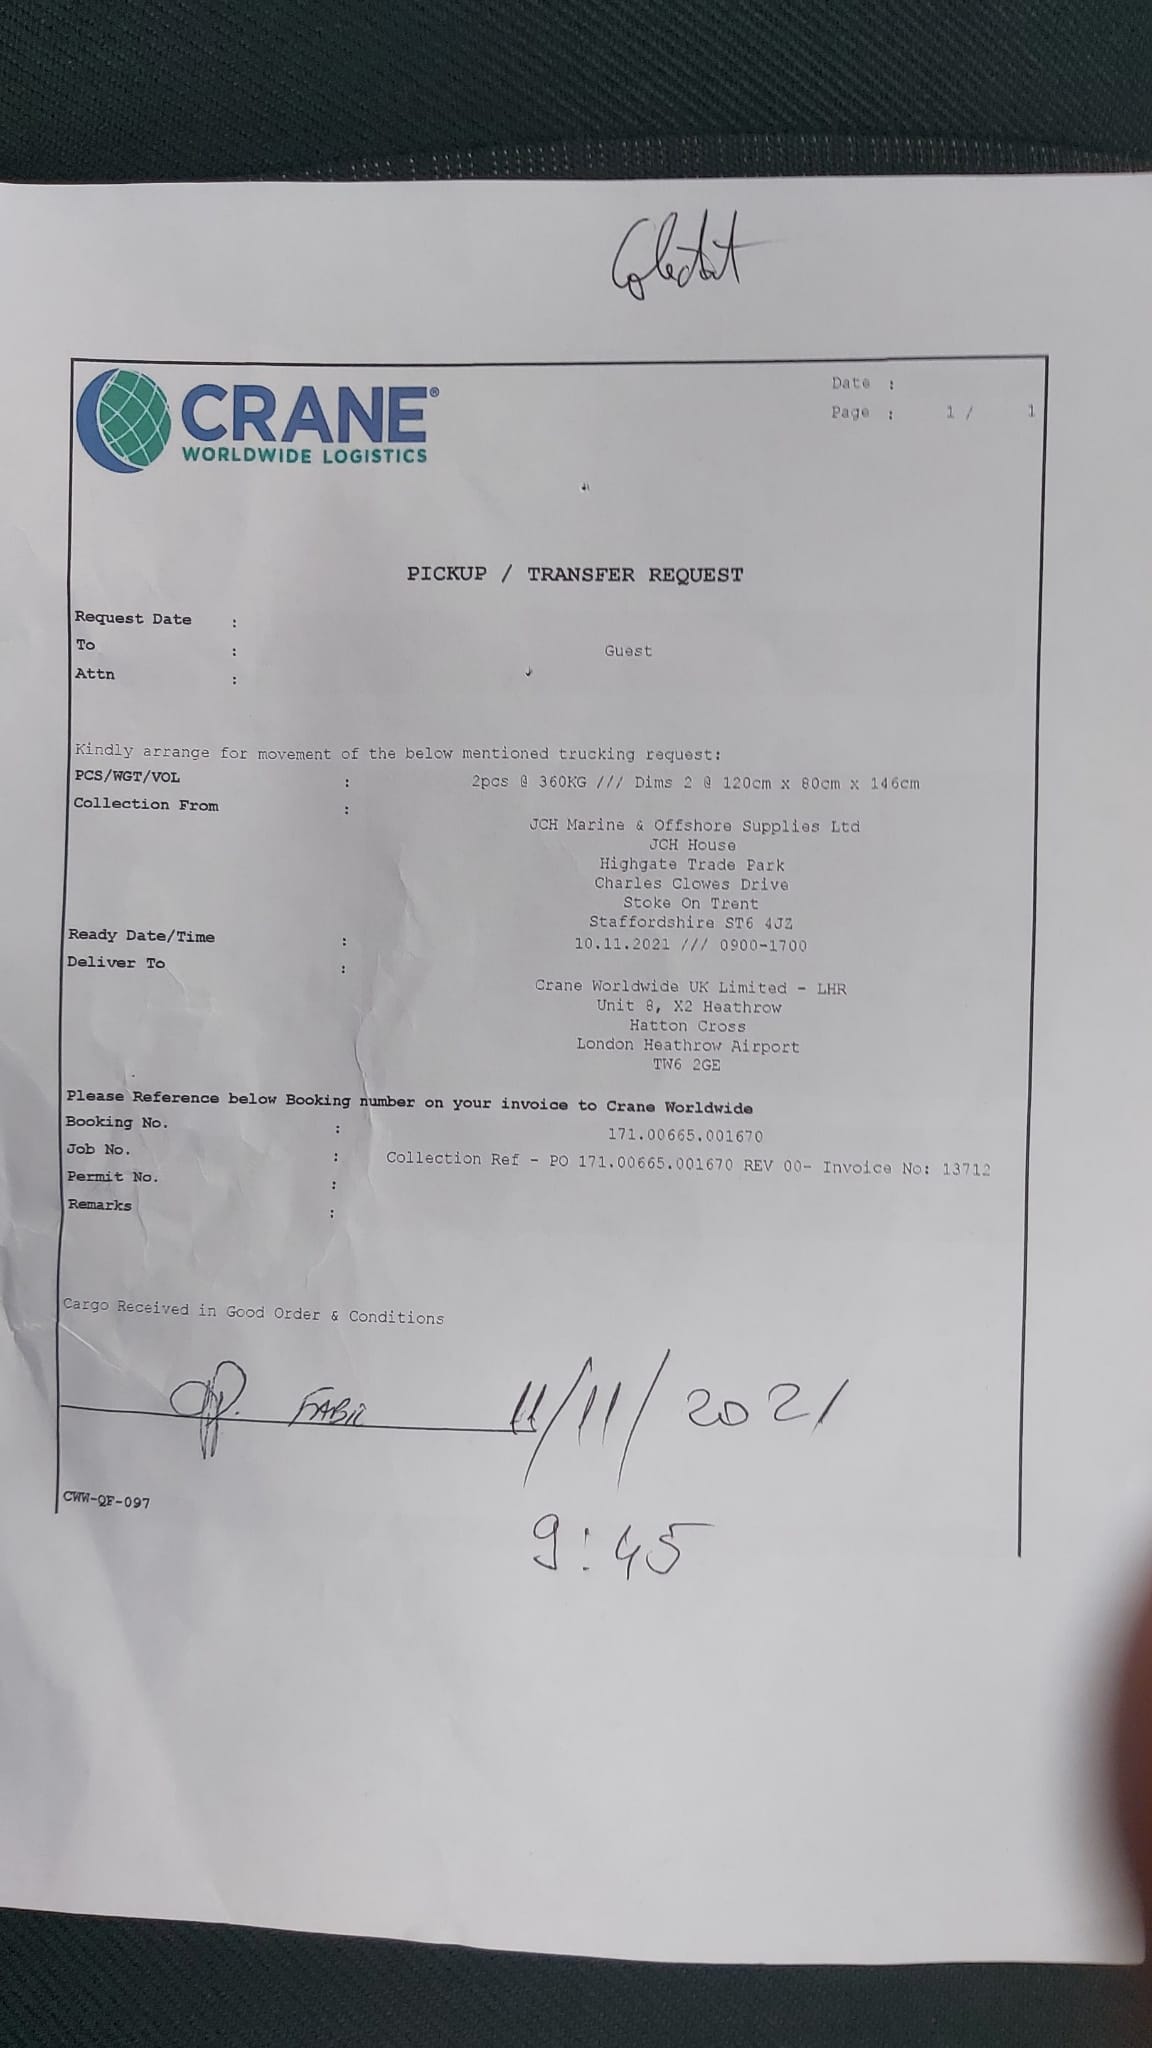 CRANE®
WORLDWIDE LOGISTICS
Date :
Page : 1 / 1
PICKUP / TRANSFER REQUEST
Request Date :
To : Guest
Attn :
Kindly arrange for movement of the below mentioned trucking request:
PCS/WGT/VOL : 2pcs @ 360KG /// Dims 2 @ 120cm x 80cm x 146cm
Collection From :
JCH Marine & Offshore Supplies Ltd
JCH House
Highgate Trade Park
Charles Clowes Drive
Stoke On Trent
Staffordshire ST6 4JZ
Ready Date/Time : 10.11.2021 /// 0900-1700
Deliver To :
Crane Worldwide UK Limited - LHR
Unit 8, X2 Heathrow
Hatton Cross
London Heathrow Airport
TW6 2GE
Please Reference below Booking number on your invoice to Crane Worldwide
Booking No. : 171.00665.001670
Job No. : Collection Ref - PO 171.00665.001670 REV 00- Invoice No: 13712
Permit No. :
Remarks :
Cargo Received in Good Order & Conditions
11/11/2021
CWW-QF-097
9:45